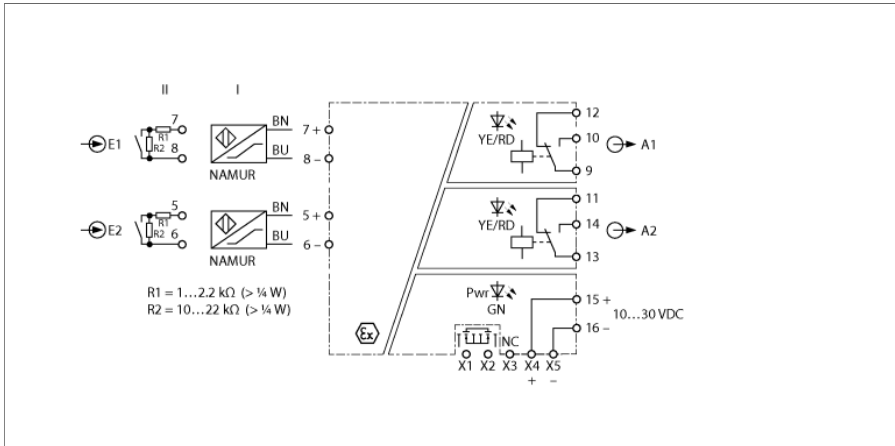 II I
E1 7 R1 R2 8 NAMUR BN 7 + BU 8 –
YE/RD 12 10 9 A1
E2 5 R1 R2 6 NAMUR BN 5 + BU 6 –
YE/RD 11 14 13 A2
R1 = 1…2.2 kΩ (> ¼ W)
R2 = 10…22 kΩ (> ¼ W)
Ex
Pwr GN
15 +
16 –
10…30 VDC
NC
X1 X2 X3 X4 X5
+ –